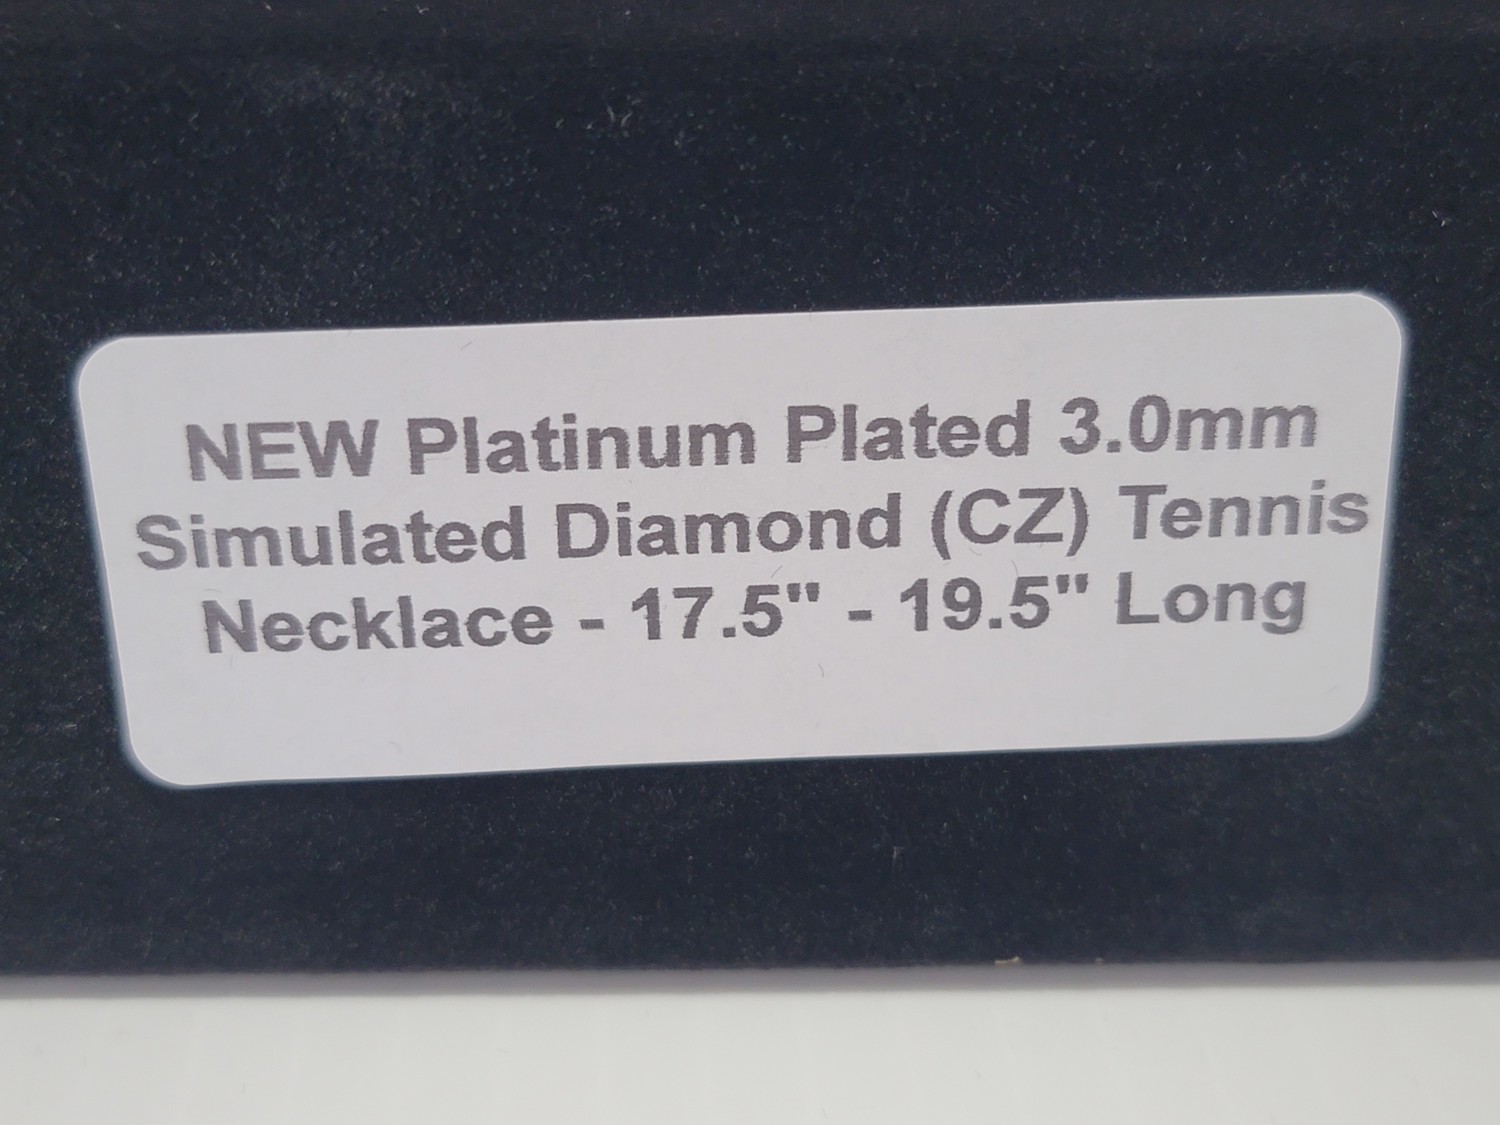 NEW Platinum Plated 3.0mm
Simulated Diamond (CZ) Tennis
Necklace - 17.5" - 19.5" Long